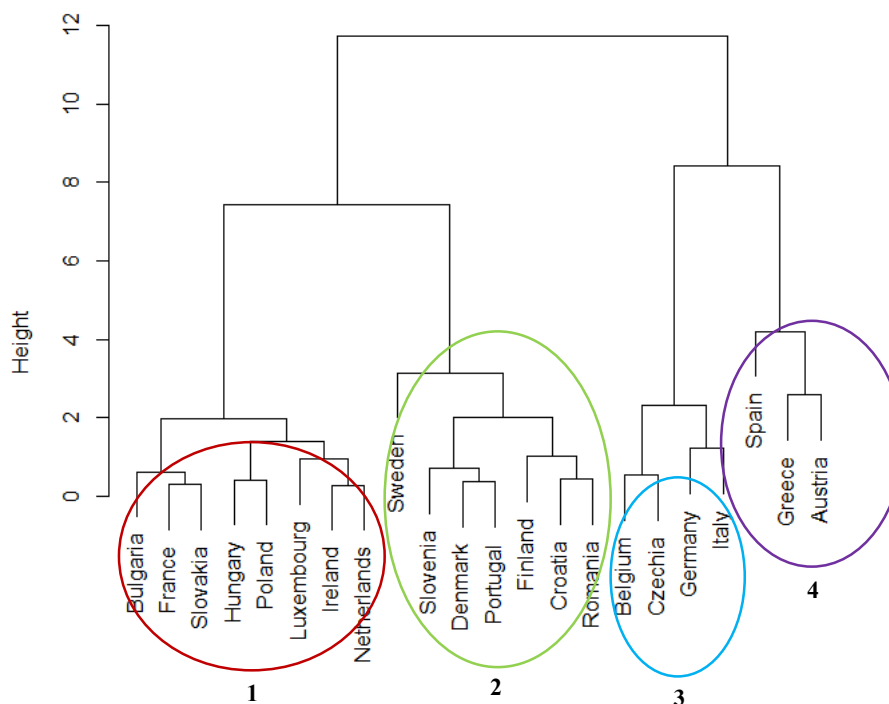 12
10
8
6
4
2
0
Height
Bulgaria
France
Slovakia
Hungary
Poland
Luxembourg
Ireland
Netherlands
Sweden
Slovenia
Denmark
Portugal
Finland
Croatia
Romania
Belgium
Czechia
Germany
Italy
Spain
Greece
Austria
1
2
3
4